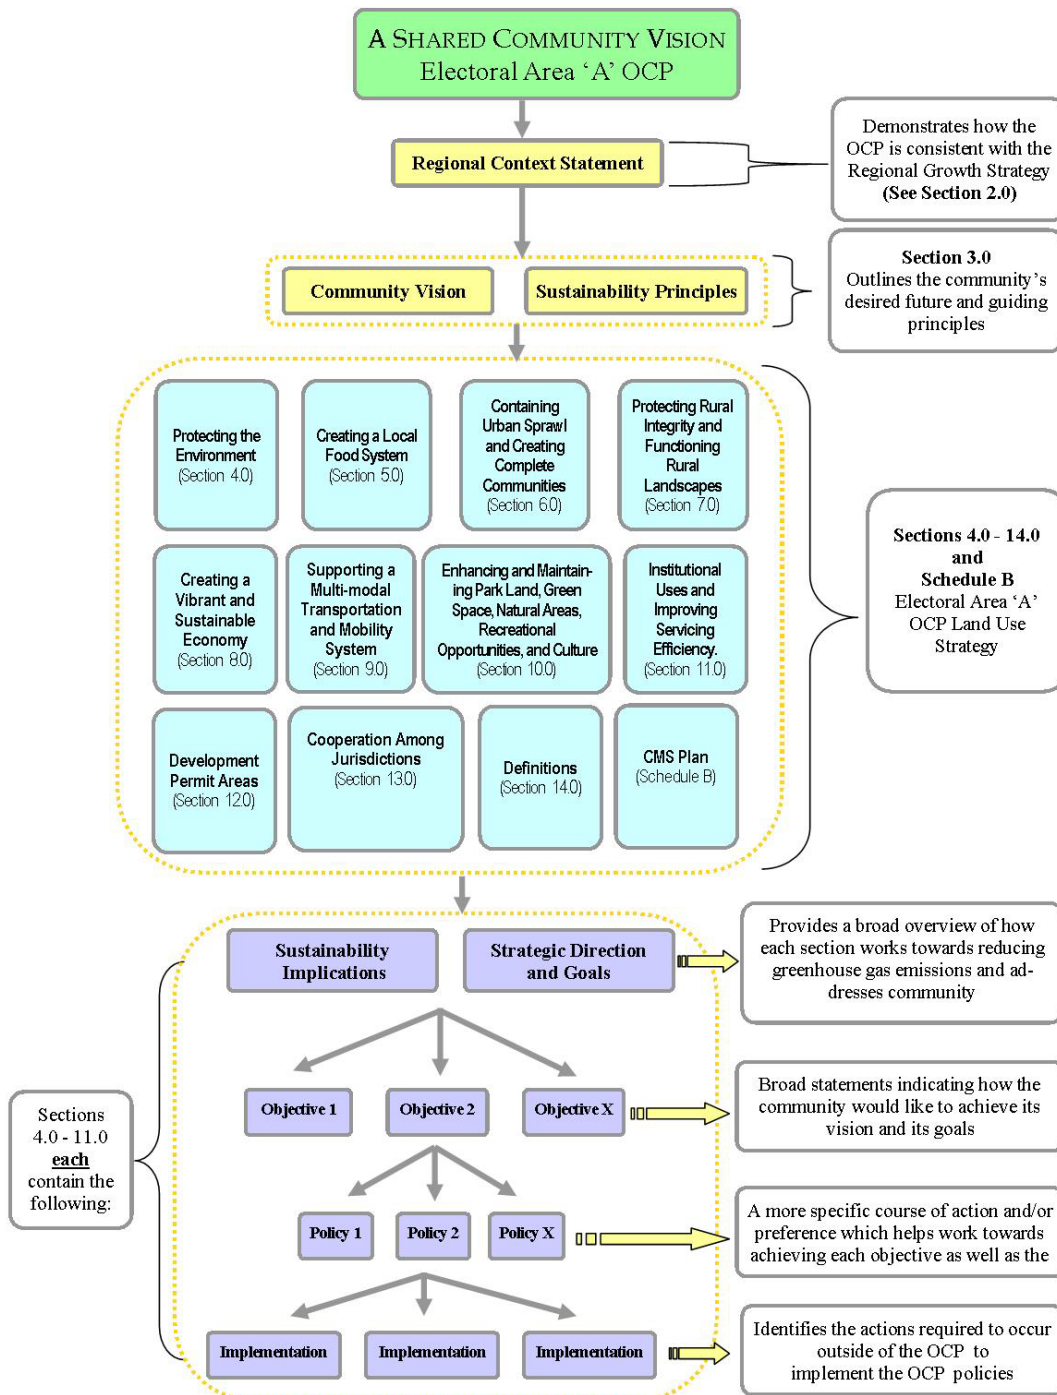 A SHARED COMMUNITY VISION
Electoral Area ‘A’ OCP
Regional Context Statement
Demonstrates how the
OCP is consistent with the
Regional Growth Strategy
(See Section 2.0)
Community Vision
Sustainability Principles
Section 3.0
Outlines the community’s
desired future and guiding
principles
Protecting the
Environment
(Section 4.0)
Creating a Local
Food System
(Section 5.0)
Containing
Urban Sprawl
and Creating
Complete
Communities
(Section 6.0)
Protecting Rural
Integrity and
Functioning
Rural
Landscapes
(Section 7.0)
Creating a
Vibrant and
Sustainable
Economy
(Section 8.0)
Supporting a
Multi-modal
Transportation
and Mobility
System
(Section 9.0)
Enhancing and Maintain-
ing Park Land, Green
Space, Natural Areas,
Recreational
Opportunities, and Culture
(Section 10.0)
Institutional
Uses and
Improving
Servicing
Efficiency.
(Section 11.0)
Development
Permit Areas
(Section 12.0)
Cooperation Among
Jurisdictions
(Section 13.0)
Definitions
(Section 14.0)
CMS Plan
(Schedule B)
Sections 4.0 - 14.0
and
Schedule B
Electoral Area ‘A’
OCP Land Use
Strategy
Sustainability
Implications
Strategic Direction
and Goals
Provides a broad overview of how
each section works towards reducing
greenhouse gas emissions and ad-
dresses community
Sections
4.0 - 11.0
each
contain the
following:
Objective 1
Objective 2
Objective X
Broad statements indicating how the
community would like to achieve its
vision and its goals
Policy 1
Policy 2
Policy X
A more specific course of action and/or
preference which helps work towards
achieving each objective as well as the
Implementation
Implementation
Implementation
Identifies the actions required to occur
outside of the OCP to
implement the OCP policies